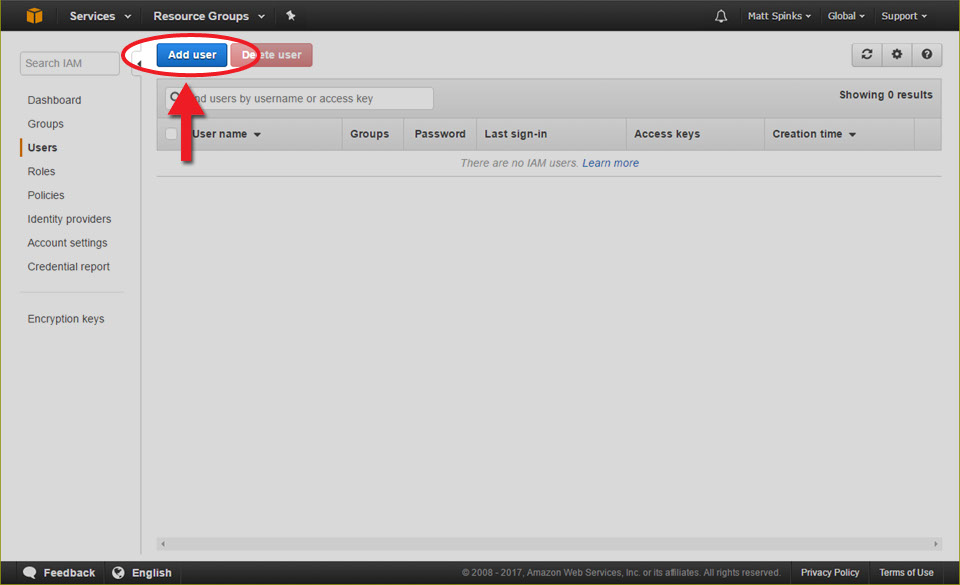 Services Resource Groups Matt Spinks Global Support
Search IAM
Add user Delete user
Find users by username or access key Showing 0 results
User name Groups Password Last sign-in Access keys Creation time
There are no IAM users. Learn more
Dashboard
Groups
Users
Roles
Policies
Identity providers
Account settings
Credential report
Encryption keys
Feedback English © 2008 - 2017, Amazon Web Services, Inc. or its affiliates. All rights reserved. Privacy Policy Terms of Use